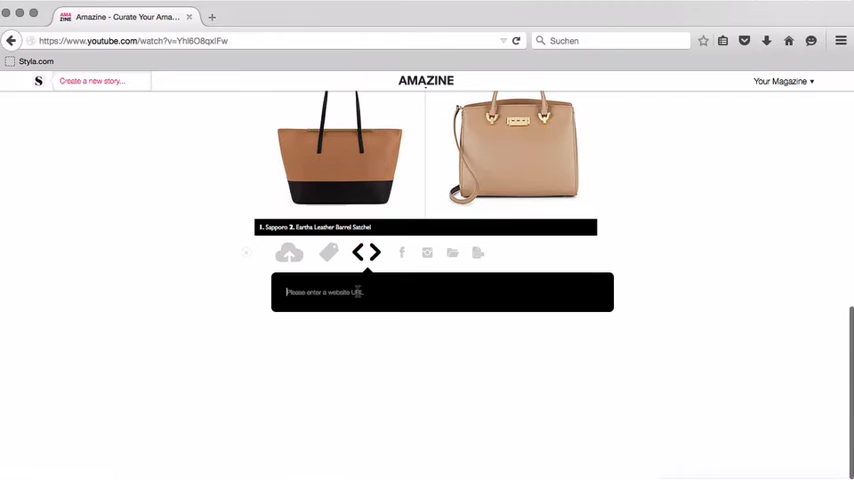 Amazine - Curate Your Ama...
https://www.youtube.com/watch?v=Yhl6O8qxlFw
Suchen
Styla.com
S
Create a new story...
AMAZINE
Your Magazine
1. Sapporo 2. Eartha Leather Barrel Satchel
Please enter a website URL